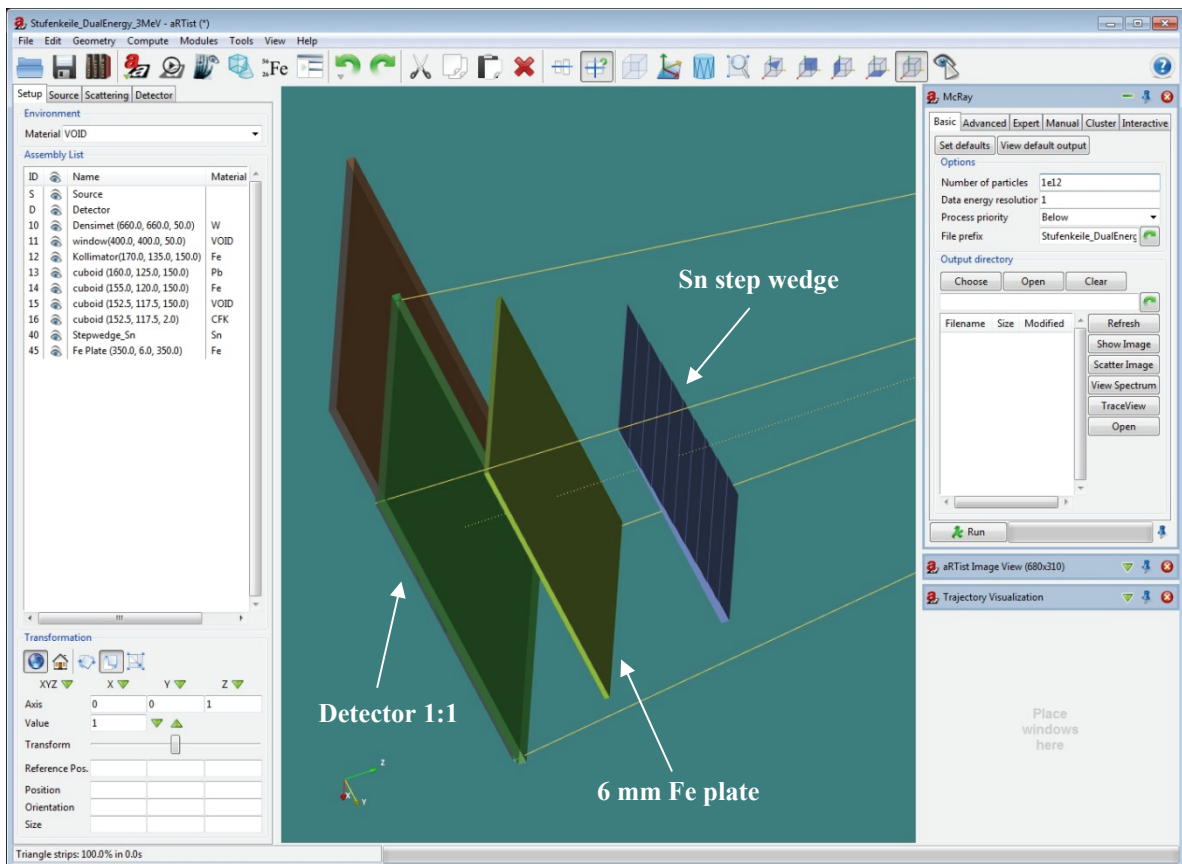 Stufenkeile_DualEnergy_3MeV - aRTist (*)
File Edit Geometry Compute Modules Tools View Help
56 Fe 26
Setup Source Scattering Detector
Environment
Material VOID
Assembly List
ID Name Material
S Source
D Detector
10 Densimet (660.0, 660.0, 50.0) W
11 window(400.0, 400.0, 50.0) VOID
12 Kollimator(170.0, 135.0, 150.0) Fe
13 cuboid (160.0, 125.0, 150.0) Pb
14 cuboid (155.0, 120.0, 150.0) Fe
15 cuboid (152.5, 117.5, 150.0) VOID
16 cuboid (152.5, 117.5, 2.0) CFK
40 Stepwedge_Sn Sn
45 Fe Plate (350.0, 6.0, 350.0) Fe
Transformation
XYZ X Y Z
Axis 0 0 1
Value 1
Transform
Reference Pos.
Position
Orientation
Size
Triangle strips: 100.0% in 0.0s
Sn step wedge
Detector 1:1
6 mm Fe plate
z
x
Y
McRay
Basic Advanced Expert Manual Cluster Interactive
Set defaults View default output
Options
Number of particles 1e12
Data energy resolution 1
Process priority Below
File prefix Stufenkeile_DualEnerg
Output directory
Choose Open Clear
Filename Size Modified
Refresh
Show Image
Scatter Image
View Spectrum
TraceView
Open
Run
aRTist Image View (680x310)
Trajectory Visualization
Place
windows
here